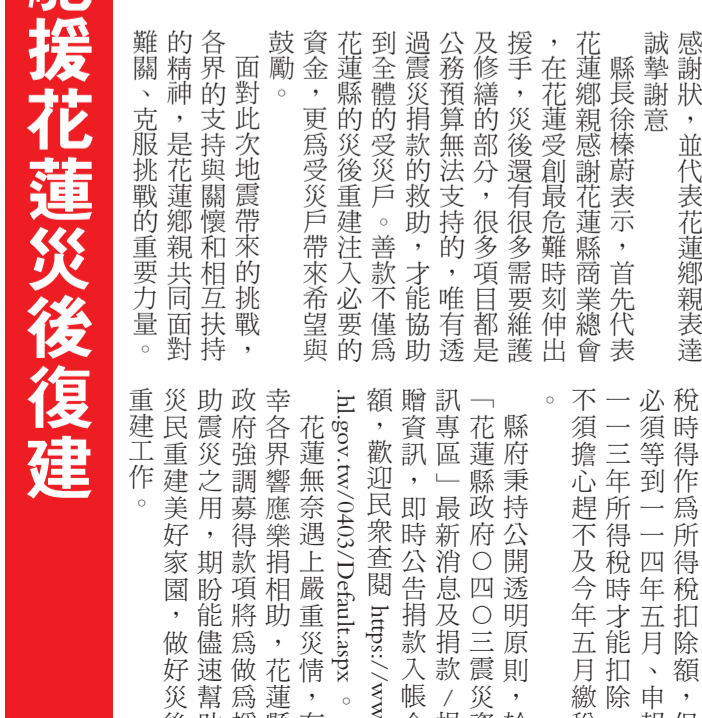 援花蓮災後復建
感謝狀，並代表花蓮鄉親表達
誠摯謝意
縣長徐榛蔚表示，首先代表
花蓮鄉親感謝花蓮縣商業總會
，在花蓮受創最危難時刻伸出
援手，災後還有很多需要維護
及修繕的部分，很多項目都是
公務預算無法支持的，唯有透
過震災捐款的救助，才能協助
到全體的受災戶。善款不僅爲
花蓮縣的災後重建注入必要的
資金，更爲受災戶帶來希望與
鼓勵。
面對此次地震帶來的挑戰，
各界的支持與關懷和相互扶持
的精神，是花蓮鄉親共同面對
難關、克服挑戰的重要力量。
稅時得作爲所得稅扣除額，
必須等到一一四年五月、申報
一一三年所得稅時才能扣除
不須擔心趕不及今年五月繳稅
。
縣府秉持公開透明原則，
「花蓮縣政府〇四〇三震災資
訊專區」最新消息及捐款/捐
贈資訊，即時公告捐款入帳
額，歡迎民衆查閱 https://ww
.hl.gov.tw/0403/Default.aspx。
花蓮無奈遇上嚴重災情，
幸各界響應樂捐相助，花蓮縣
政府強調募得款項將爲做爲援
助震災之用，期盼能儘速幫助
災民重建美好家園，做好災後
重建工作。